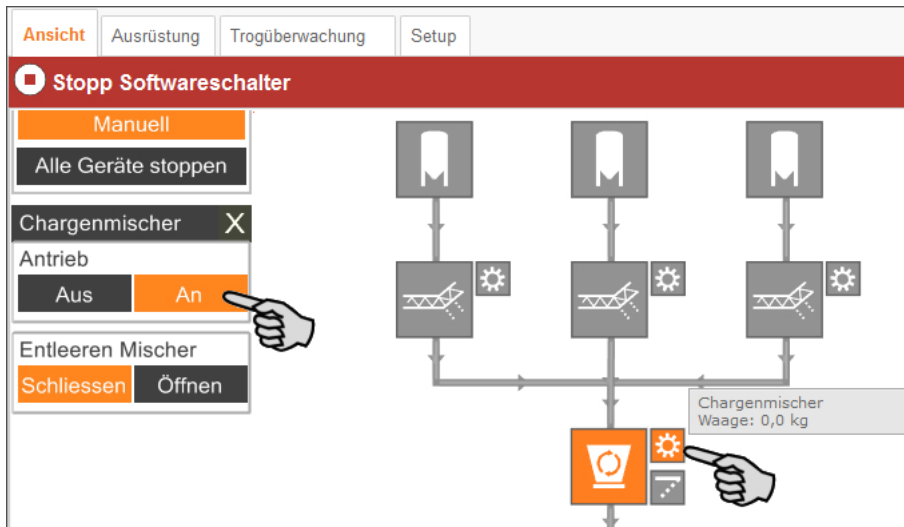 Ansicht Ausrüstung Trogüberwachung Setup
Stopp Softwareschalter
Manuell
Alle Geräte stoppen
Chargenmischer X
Antrieb
Aus An
Entleeren Mischer
Schliessen Öffnen
Chargenmischer
Waage: 0,0 kg